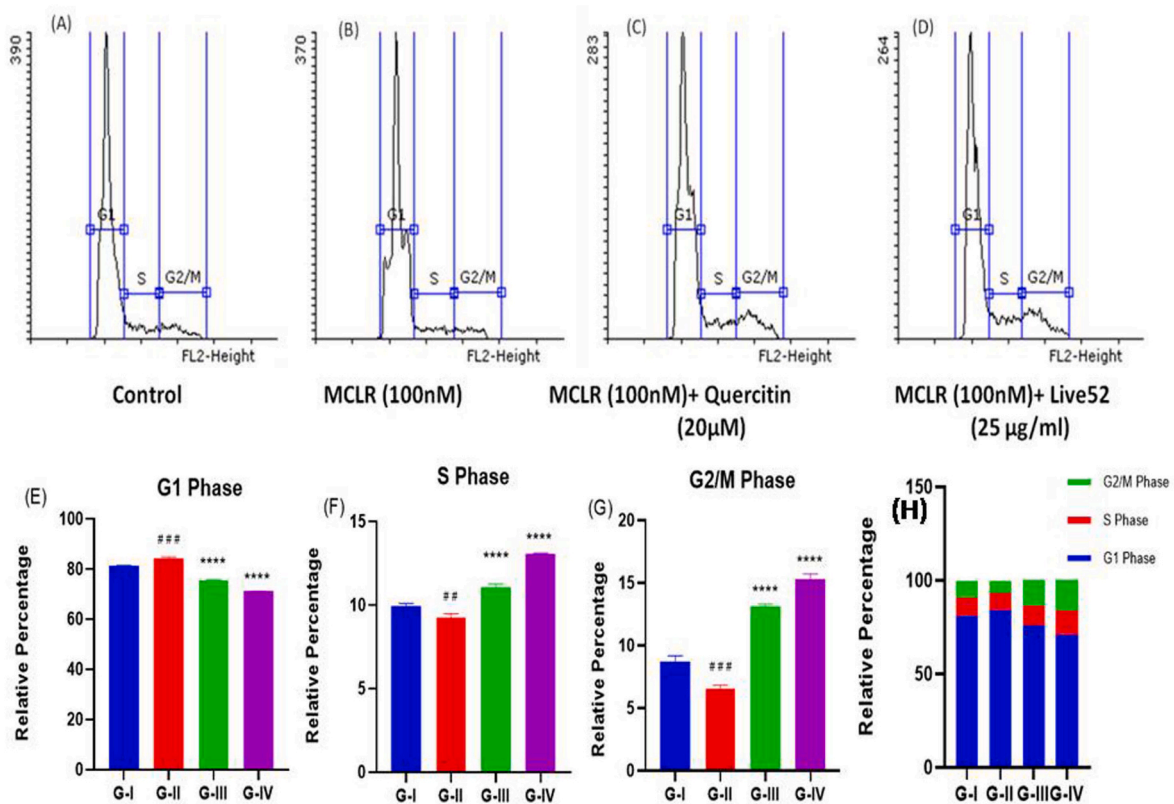 (A)
390
G1
S
G2/M
FL2-Height
Control
(B)
370
G1
S
G2/M
FL2-Height
MCLR (100nM)
(C)
283
G1
S
G2/M
FL2-Height
MCLR (100nM)+ Quercitin
(20μM)
(D)
264
G1
S
G2/M
FL2-Height
MCLR (100nM)+ Live52
(25 μg/ml)
(E)
G1 Phase
Relative Percentage
100
80
60
40
20
0
###
****
****
G-I G-II G-III G-IV
(F)
S Phase
Relative Percentage
15
10
5
0
##
****
****
G-I G-II G-III G-IV
(G)
G2/M Phase
Relative Percentage
20
15
10
5
0
###
****
****
G-I G-II G-III G-IV
(H)
Relative Percentage
150
100
50
0
G-I G-II G-III G-IV
G2/M Phase
S Phase
G1 Phase